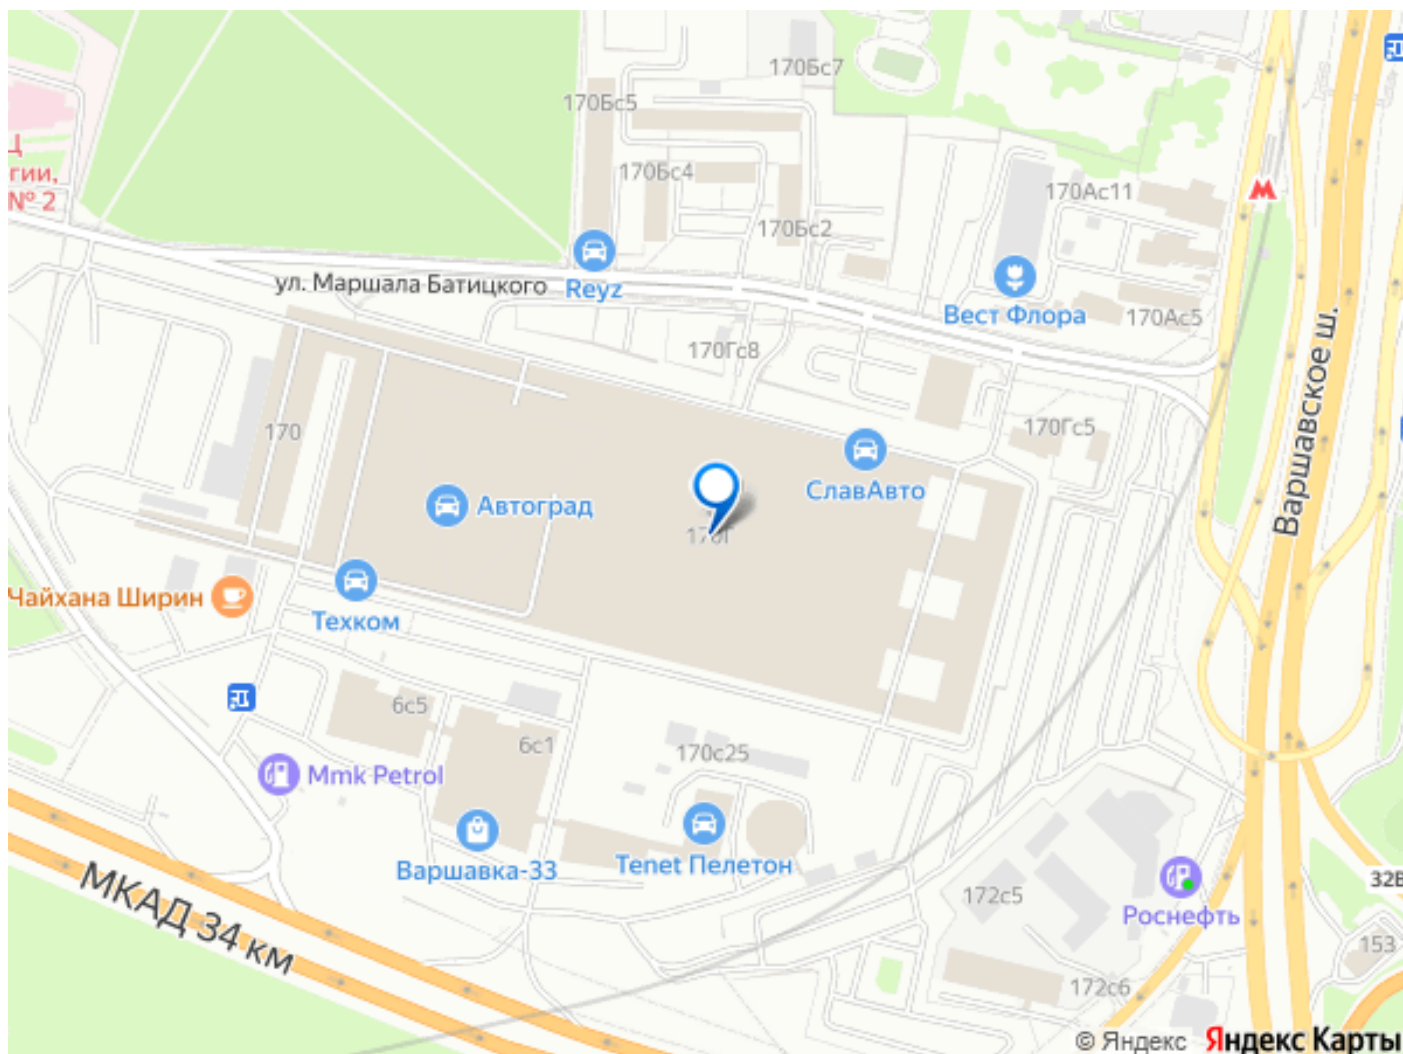 170Бс7
170Бс5
Ц
гии,
№ 2
170Бс4
170Ас11
170Бс2
ул. Маршала Батицкого
Reyz
Вест Флора
170Ас5
Варшавское ш.
170Гс8
170
170Гс5
СлавАвто
Автоград
170Г
Чайхана Ширин
Техком
6с5
6с1
170с25
Mmk Petrol
Варшавка-33
Tenet Пелетон
МКАД 34 км
172с5
Роснефть
32В
153
172с6
© Яндекс Яндекс Карты